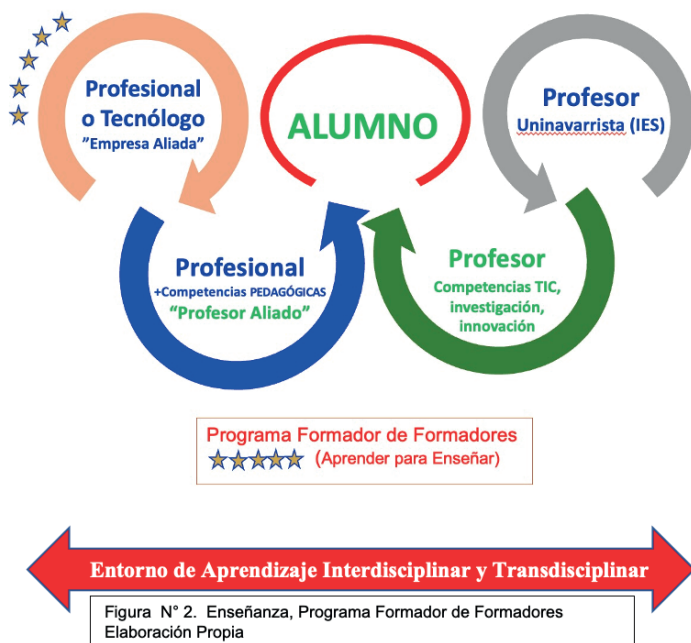 Profesional
o Tecnólogo
"Empresa Aliada"
ALUMNO
Profesor
Uninavarrista (IES)
Profesional
+Competencias PEDAGÓGICAS
"Profesor Aliado"
Profesor
Competencias TIC,
investigación,
innovación
Programa Formador de Formadores
(Aprender para Enseñar)
Entorno de Aprendizaje Interdisciplinar y Transdisciplinar
Figura N° 2. Enseñanza, Programa Formador de Formadores
Elaboración Propia